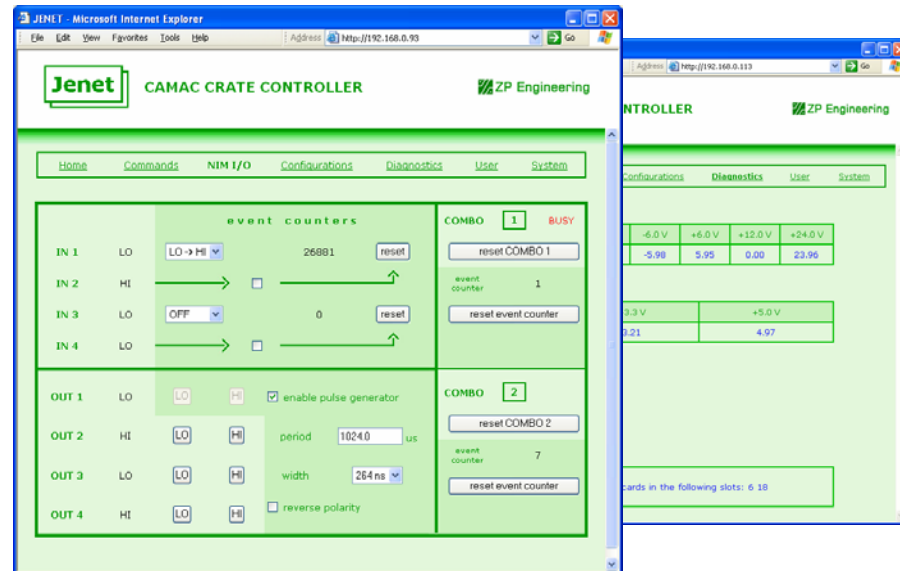 JENET - Microsoft Internet Explorer
File Edit View Favorites Tools Help Address http://192.168.0.93 Go
Jenet CAMAC CRATE CONTROLLER ZP Engineering
Home Commands NIM I/O Configurations Diagnostics User System
event counters
IN 1 LO LO -> HI 26881 reset
IN 2 HI
IN 3 LO OFF 0 reset
IN 4 LO
COMBO 1 BUSY
reset COMBO 1
event
counter 1
reset event counter
OUT 1 LO LO HI enable pulse generator
OUT 2 HI LO HI period 1024.0 us
OUT 3 LO LO HI width 264 ns
OUT 4 HI LO HI reverse polarity
COMBO 2
reset COMBO 2
event
counter 7
reset event counter
Address http://192.168.0.113 Go
NTROLLER ZP Engineering
Configurations Diagnostics User System
-6.0 V +6.0 V +12.0 V +24.0 V
-5.98 5.95 0.00 23.96
3.3 V +5.0 V
3.21 4.97
cards in the following slots: 6 18